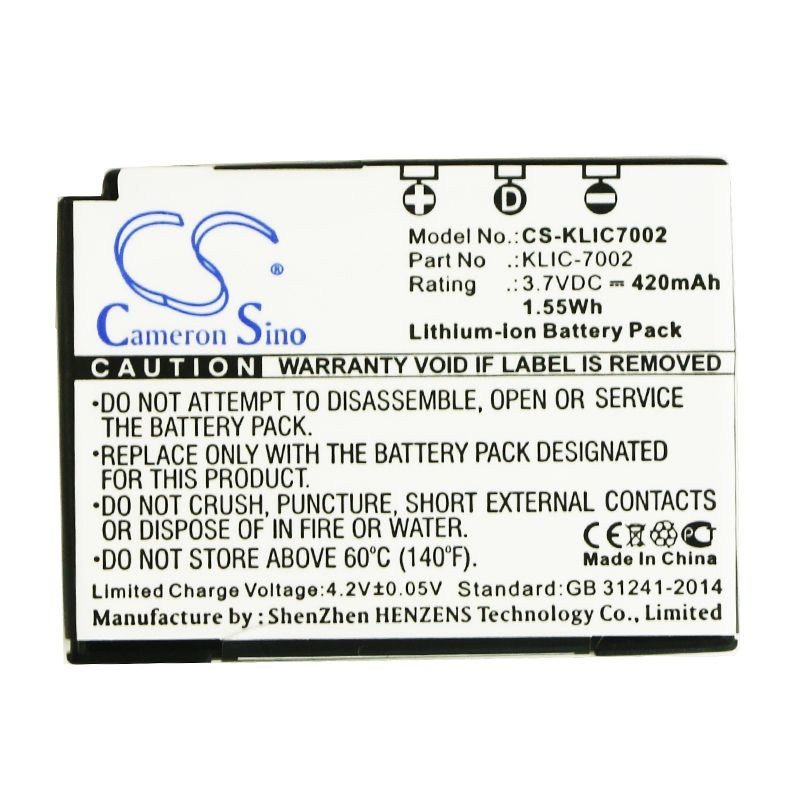 CS®
Cameron Sino
D
Model No.: CS-KLIC7002
Part No : KLIC-7002
Rating : 3.7VDC ⎓ 420mAh
1.55Wh
Lithium-ion Battery Pack
CAUTION WARRANTY VOID IF LABEL IS REMOVED
•DO NOT ATTEMPT TO DISASSEMBLE, OPEN OR SERVICE
THE BATTERY PACK.
•REPLACE ONLY WITH THE BATTERY PACK DESIGNATED
FOR THIS PRODUCT.
•DO NOT CRUSH, PUNCTURE, SHORT EXTERNAL CONTACTS
OR DISPOSE OF IN FIRE OR WATER.
•DO NOT STORE ABOVE 60°C (140°F).
CE PCT
Made In China
Limited Charge Voltage:4.2V±0.05V Standard:GB 31241-2014
Manufacture by : ShenZhen HENZENS Technology Co., Limited